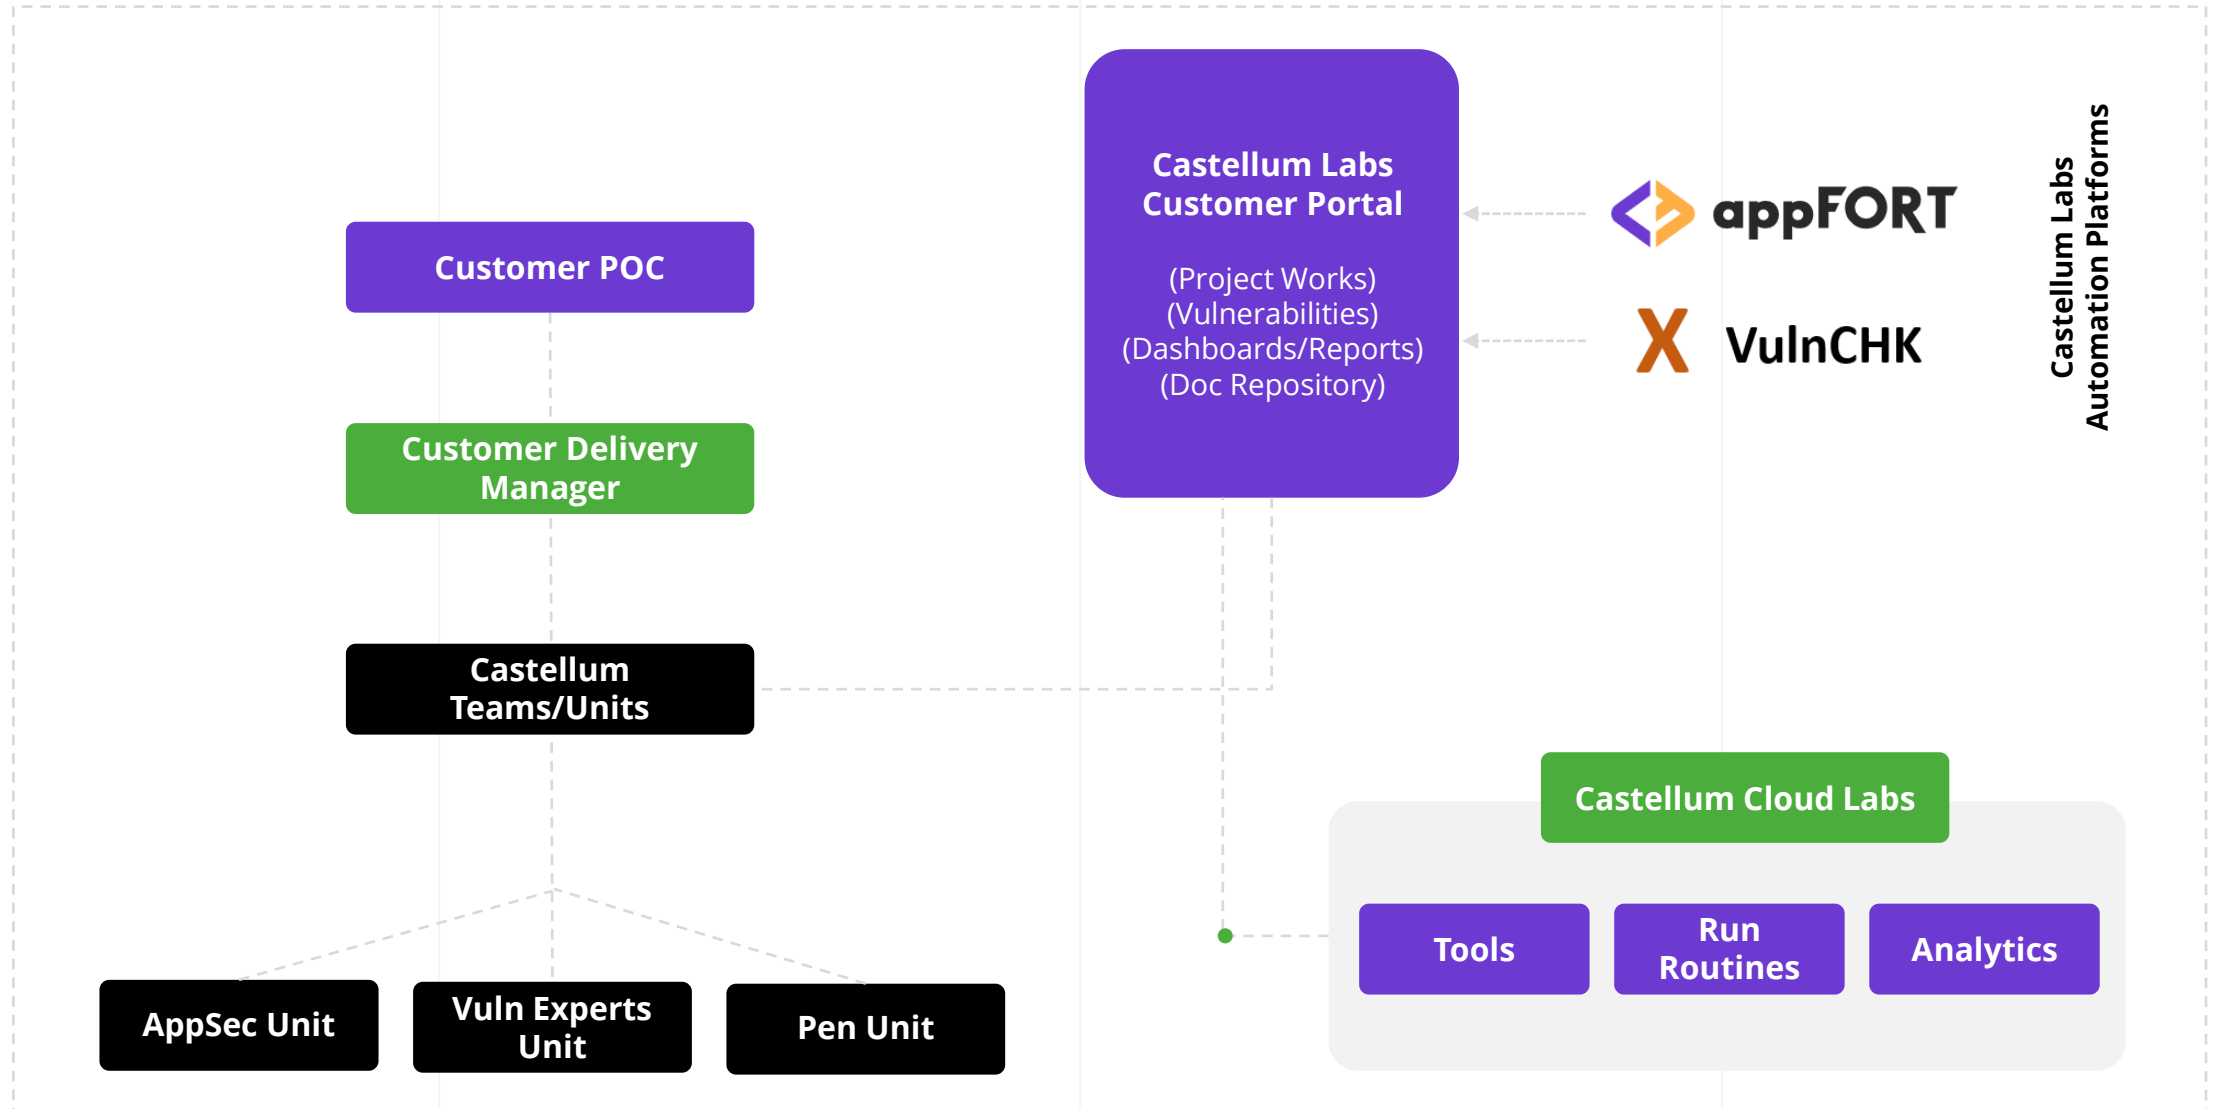 Customer POC
Customer Delivery
Manager
Castellum
Teams/Units
AppSec Unit
Vuln Experts
Unit
Pen Unit
Castellum Labs
Customer Portal
(Project Works)
(Vulnerabilities)
(Dashboards/Reports)
(Doc Repository)
appFORT
X VulnCHK
Castellum Labs
Automation Platforms
Castellum Cloud Labs
Tools
Run
Routines
Analytics